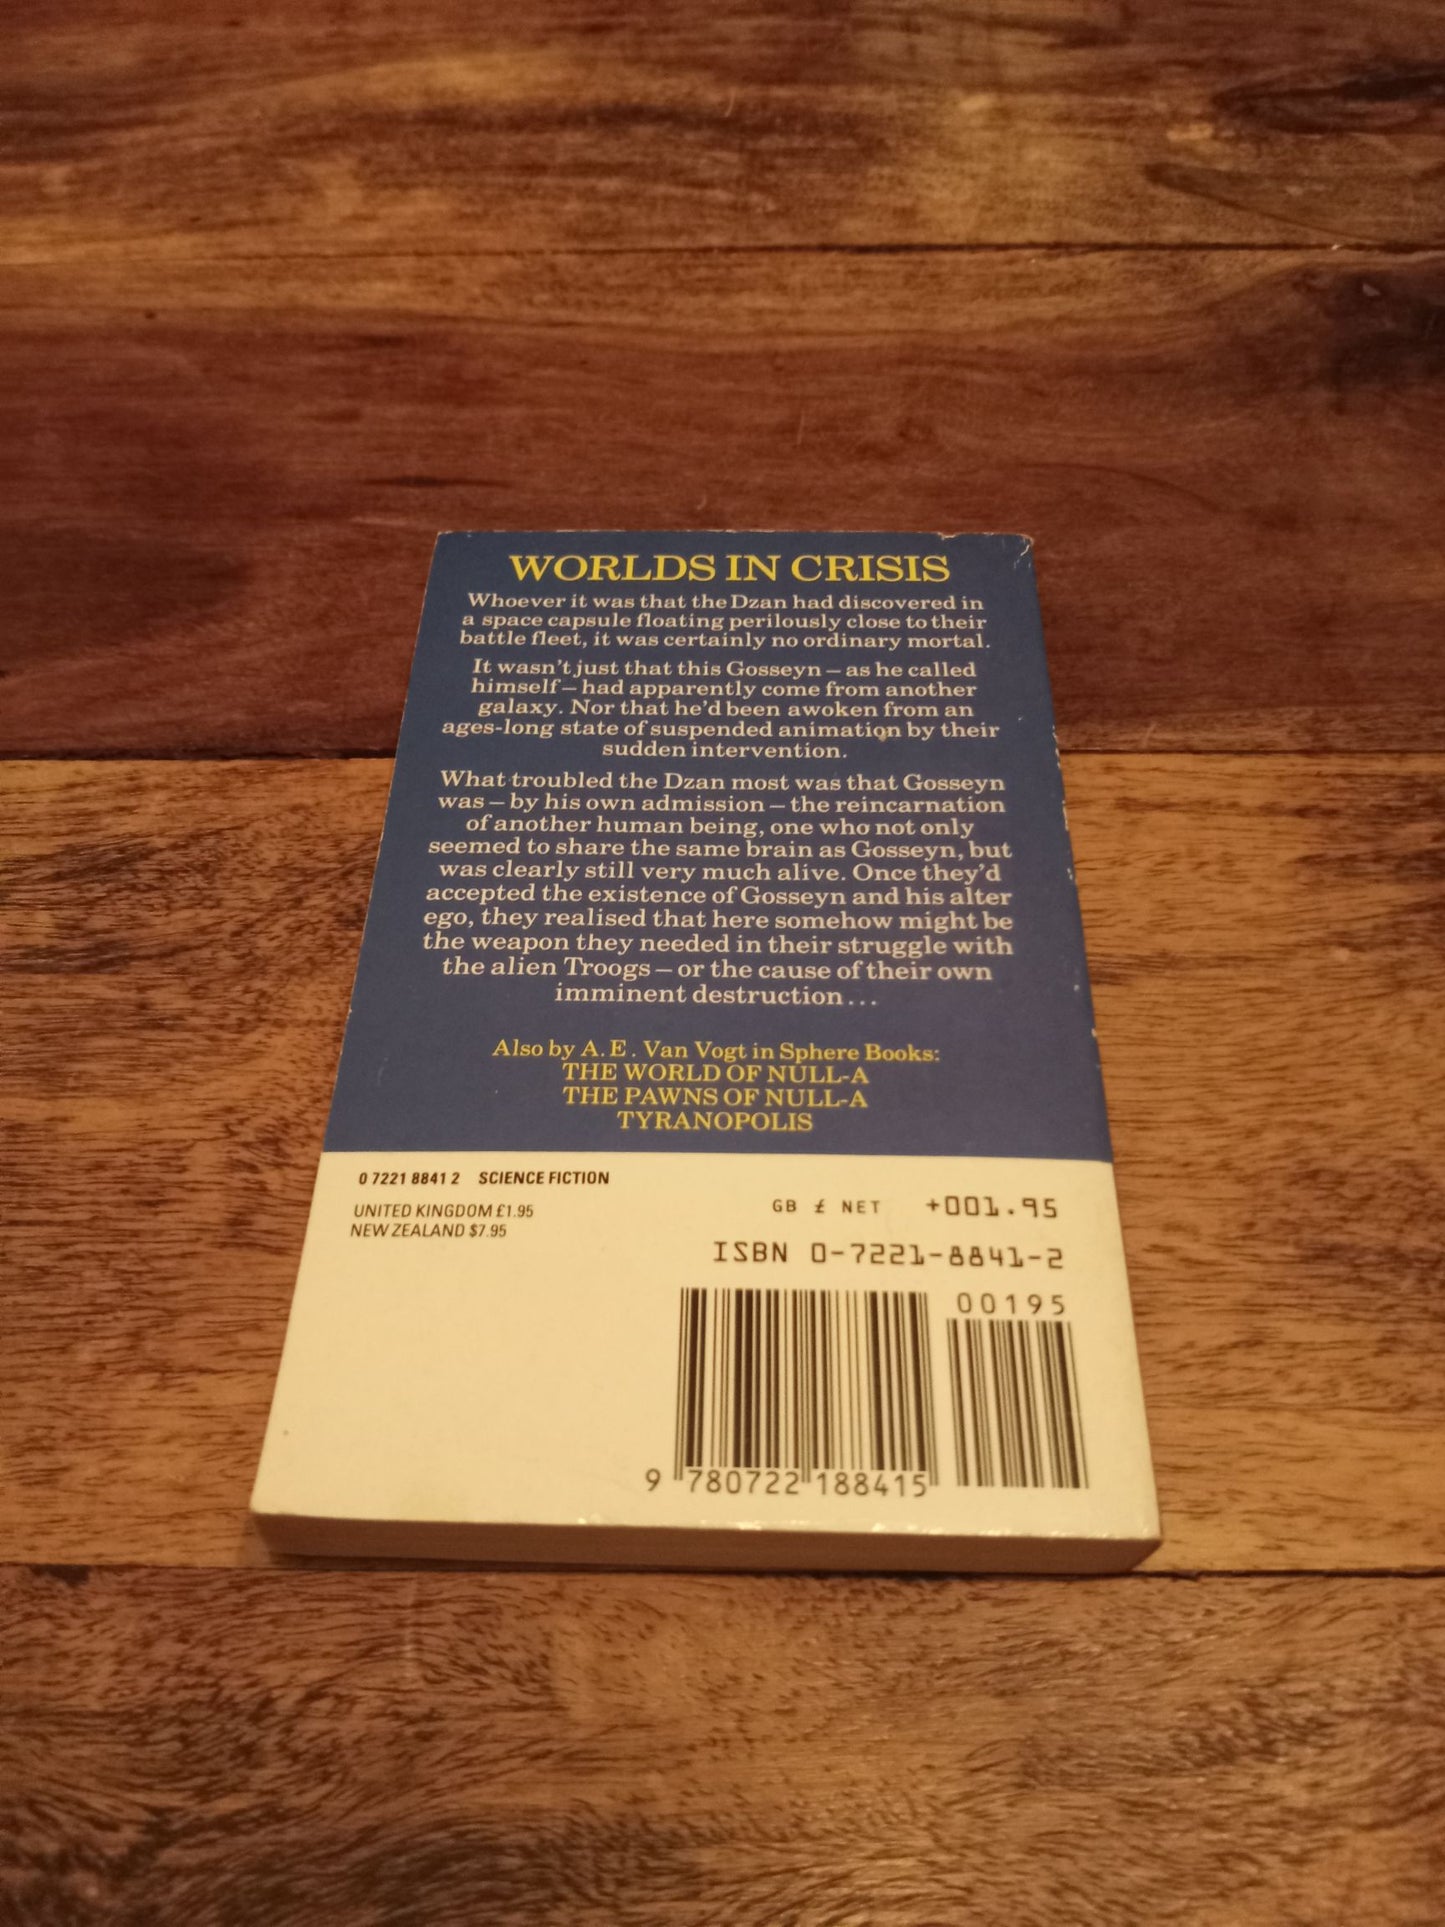 WORLDS IN CRISIS
Whoever it was that the Dzan had discovered in
a space capsule floating perilously close to their
battle fleet, it was certainly no ordinary mortal.
It wasn't just that this Gosseyn – as he called
himself – had apparently come from another
galaxy. Nor that he'd been awoken from an
ages-long state of suspended animation by their
sudden intervention.
What troubled the Dzan most was that Gosseyn
was – by his own admission – the reincarnation
of another human being, one who not only
seemed to share the same brain as Gosseyn, but
was clearly still very much alive. Once they'd
accepted the existence of Gosseyn and his alter
ego, they realised that here somehow might be
the weapon they needed in their struggle with
the alien Troogs – or the cause of their own
imminent destruction...
Also by A. E. Van Vogt in Sphere Books:
THE WORLD OF NULL-A
THE PAWNS OF NULL-A
TYRANOPOLIS
0 7221 8841 2 SCIENCE FICTION
UNITED KINGDOM £1.95
NEW ZEALAND $7.95
GB £ NET +001.95
ISBN 0-7221-8841-2
00195
9 780722 188415